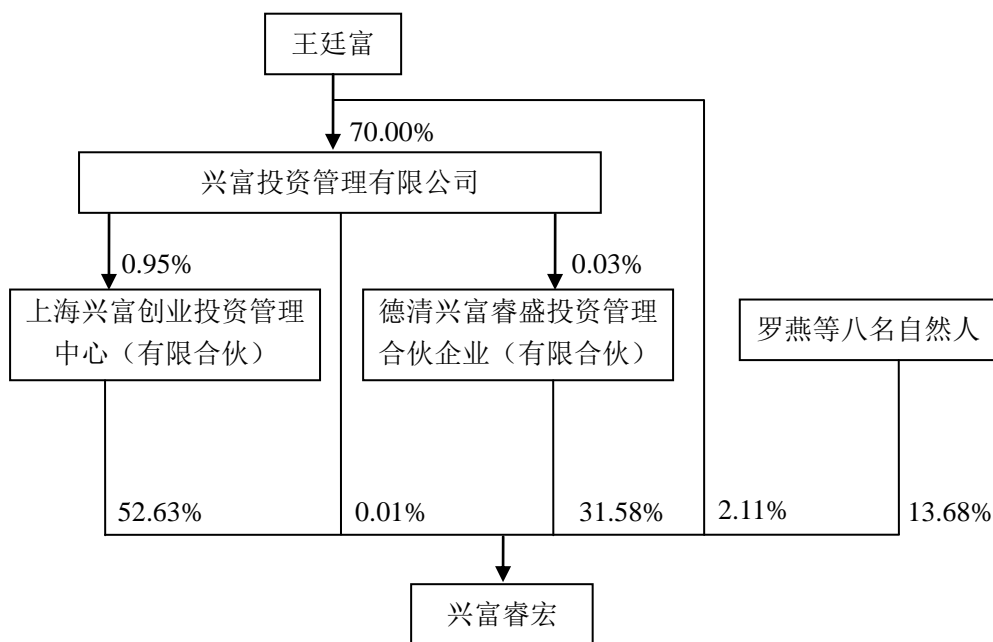 王廷富
70.00%
兴富投资管理有限公司
0.95%
0.03%
上海兴富创业投资管理
中心（有限合伙）
德清兴富睿盛投资管理
合伙企业（有限合伙）
罗燕等八名自然人
52.63%
0.01%
31.58%
2.11%
13.68%
兴富睿宏